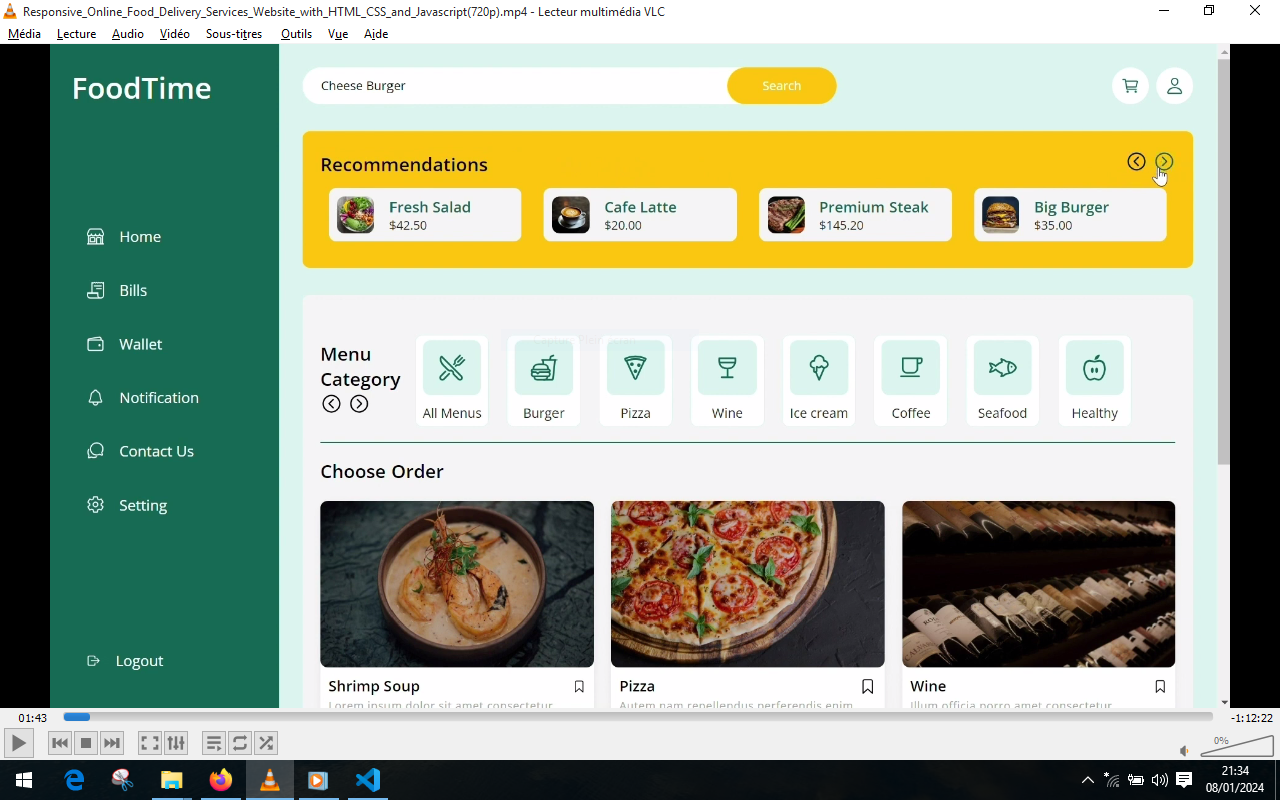 Responsive_Online_Food_Delivery_Services_Website_with_HTML_CSS_and_Javascript(720p).mp4 - Lecteur multimédia VLC
Média Lecture Audio Vidéo Sous-titres Outils Vue Aide
FoodTime
Cheese Burger Search
Recommendations
Fresh Salad
$42.50
Cafe Latte
$20.00
Premium Steak
$145.20
Big Burger
$35.00
Home
Bills
Wallet
Notification
Contact Us
Setting
Logout
Menu
Category
All Menus Burger Pizza Wine Ice cream Coffee Seafood Healthy
Choose Order
Shrimp Soup
Lorem ipsum dolor sit amet consectetur
Pizza
Autem nam repellendus perferendis enim
Wine
Illum officia porro amet consectetur
01:43 -1:12:22
0%
21:34
08/01/2024